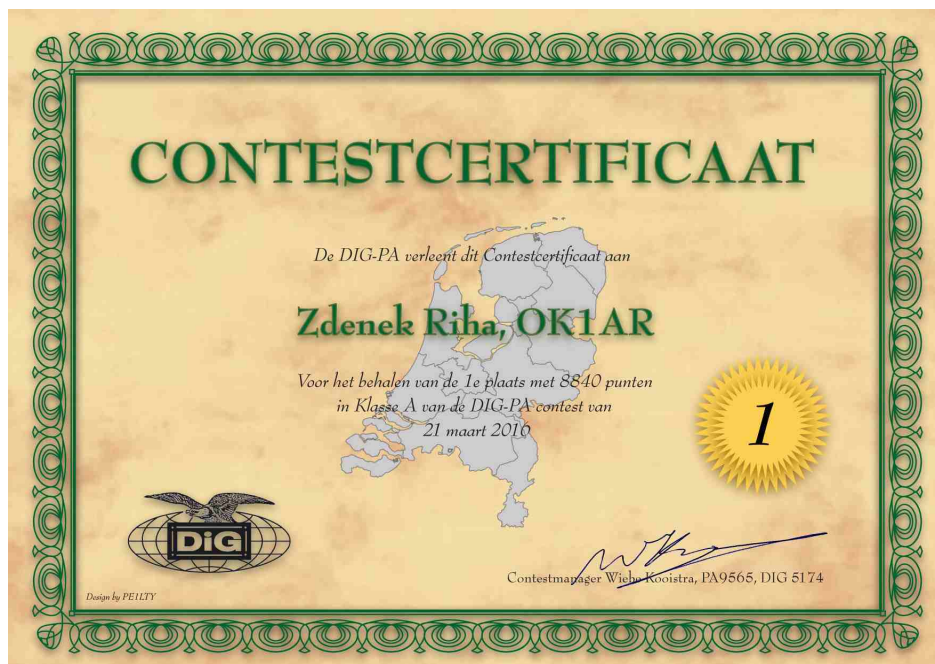 CONTESTCERTIFICAAT
De DIG-PA verleent dit Contestcertificaat aan
Zdenek Riha, OK1AR
Voor het behalen van de 1e plaats met 8840 punten
in Klasse A van de DIG-PA contest van
21 maart 2010
1
DiG
Contestmanager Wiebe Kooistra, PA9565, DIG 5174
Design by PE1LTY